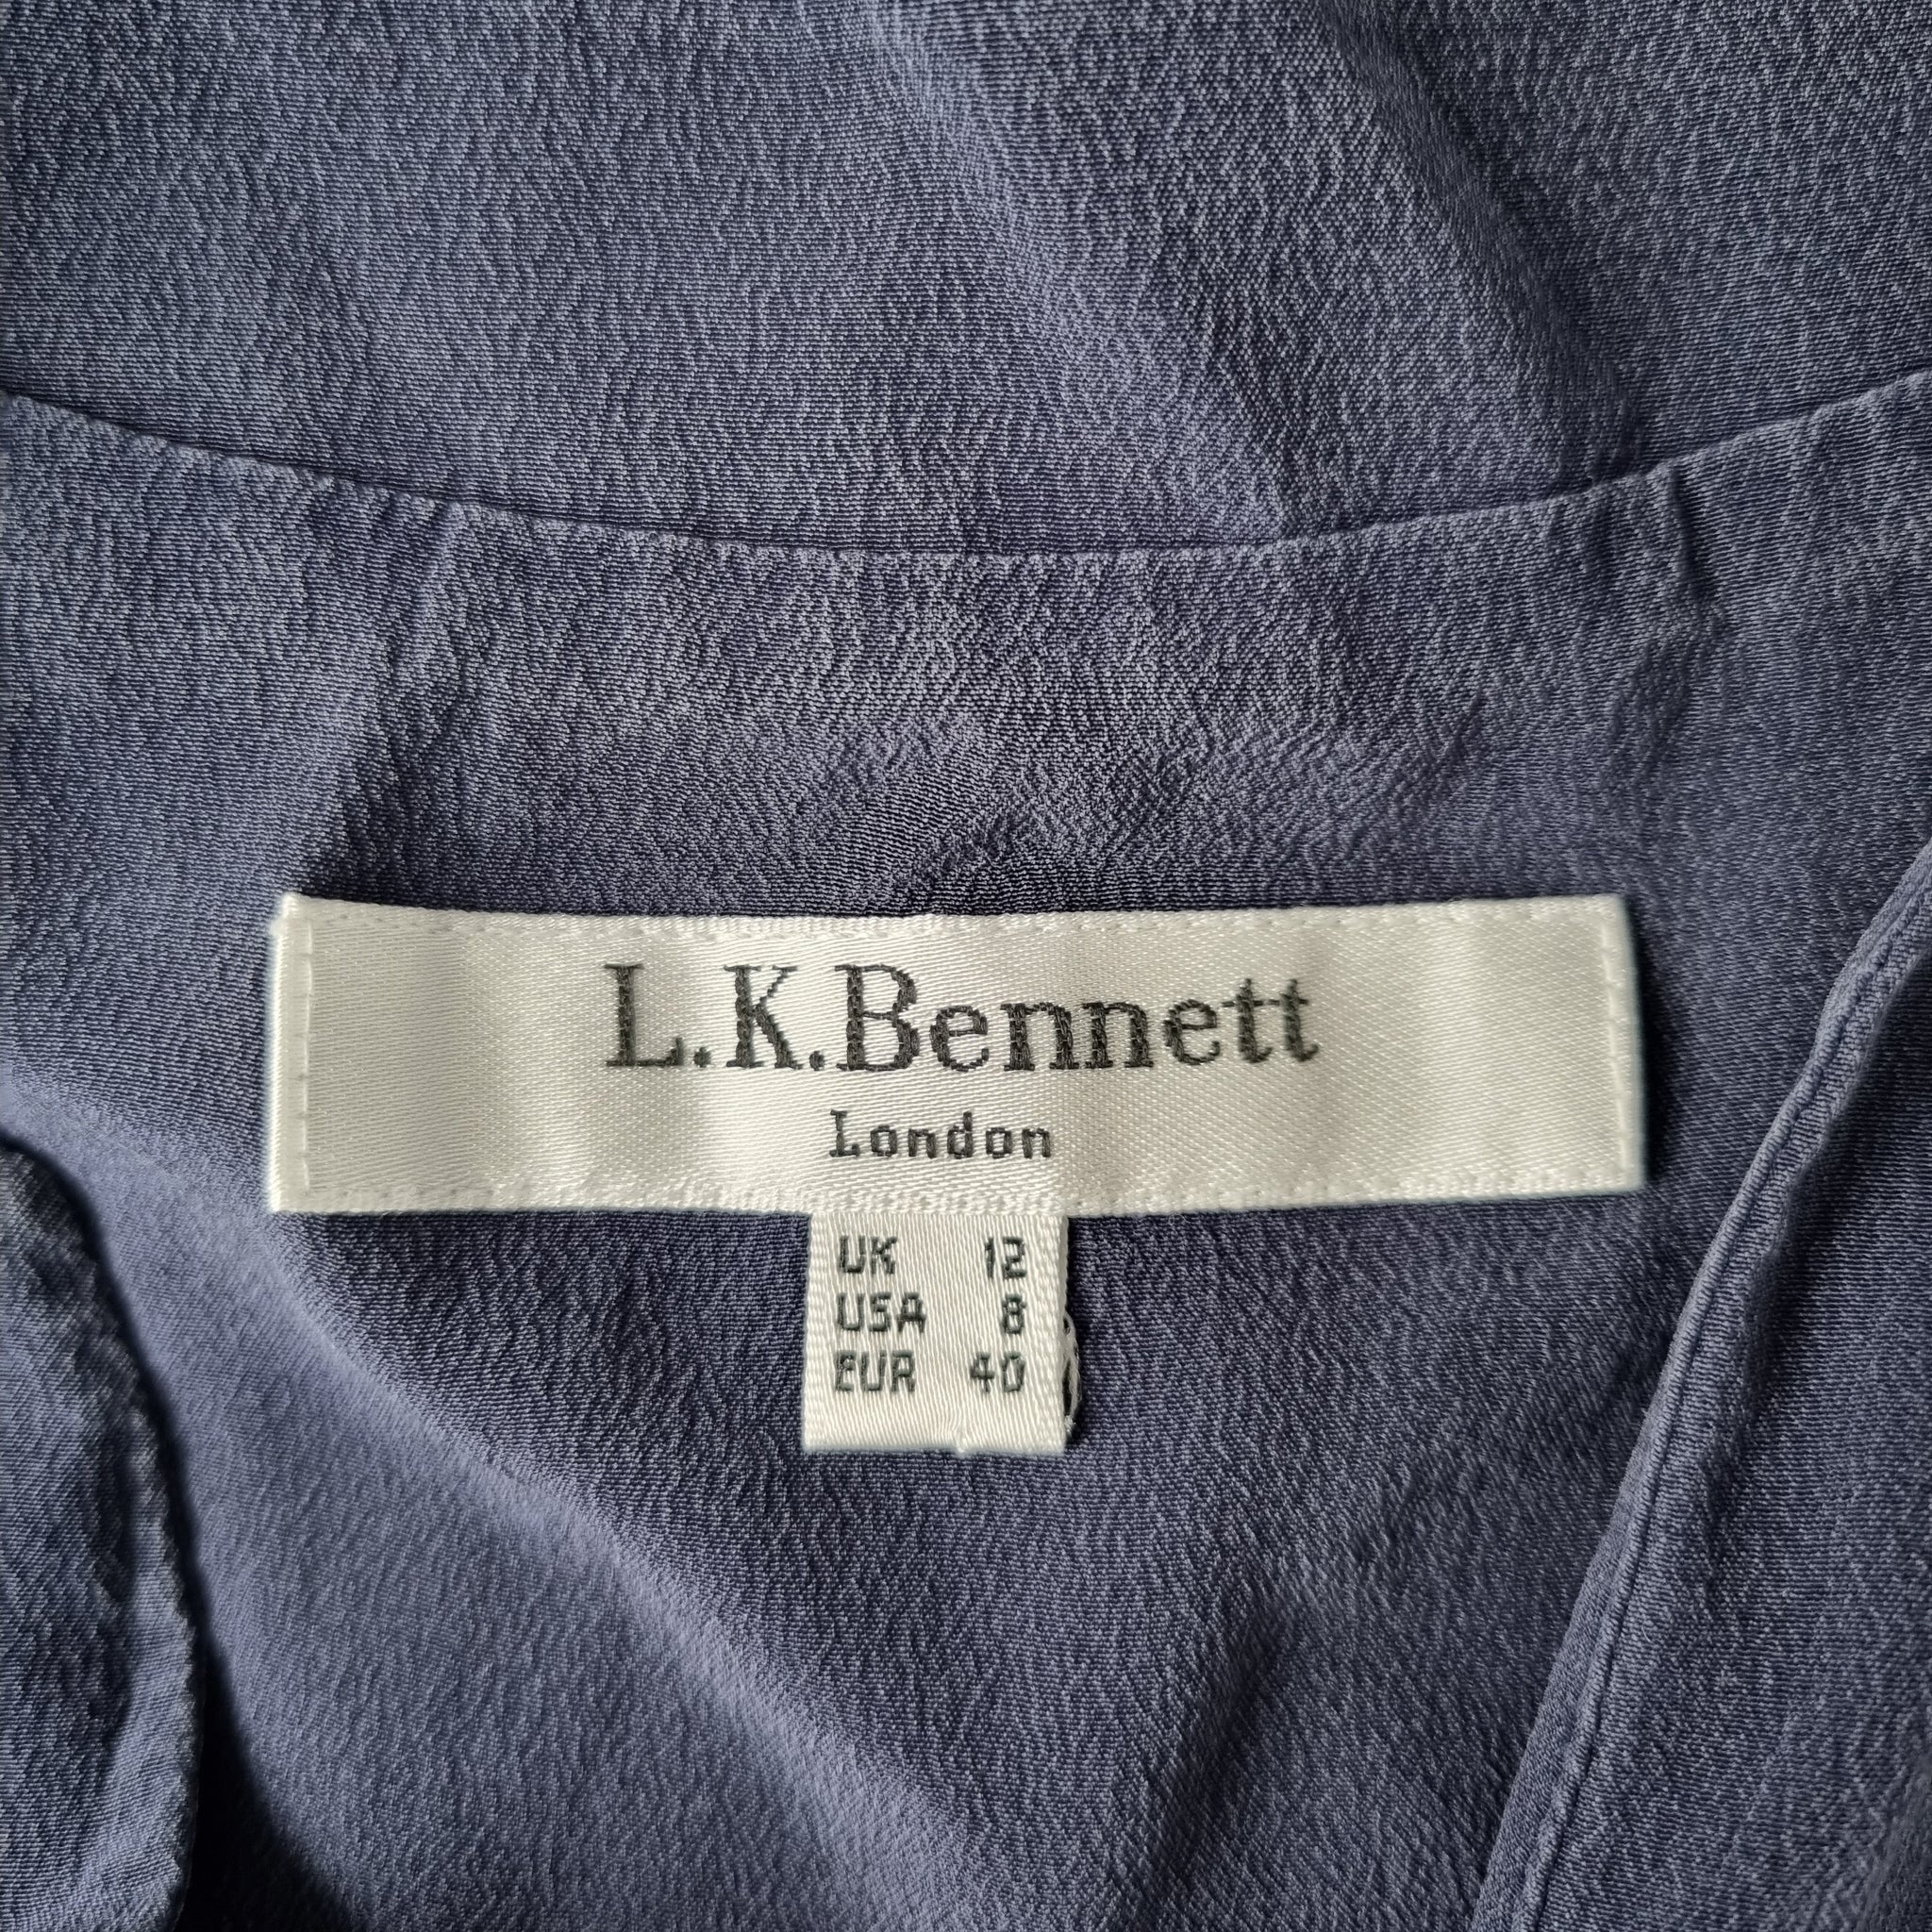 L.K.Bennett
London
UK 12
USA 8
EUR 40